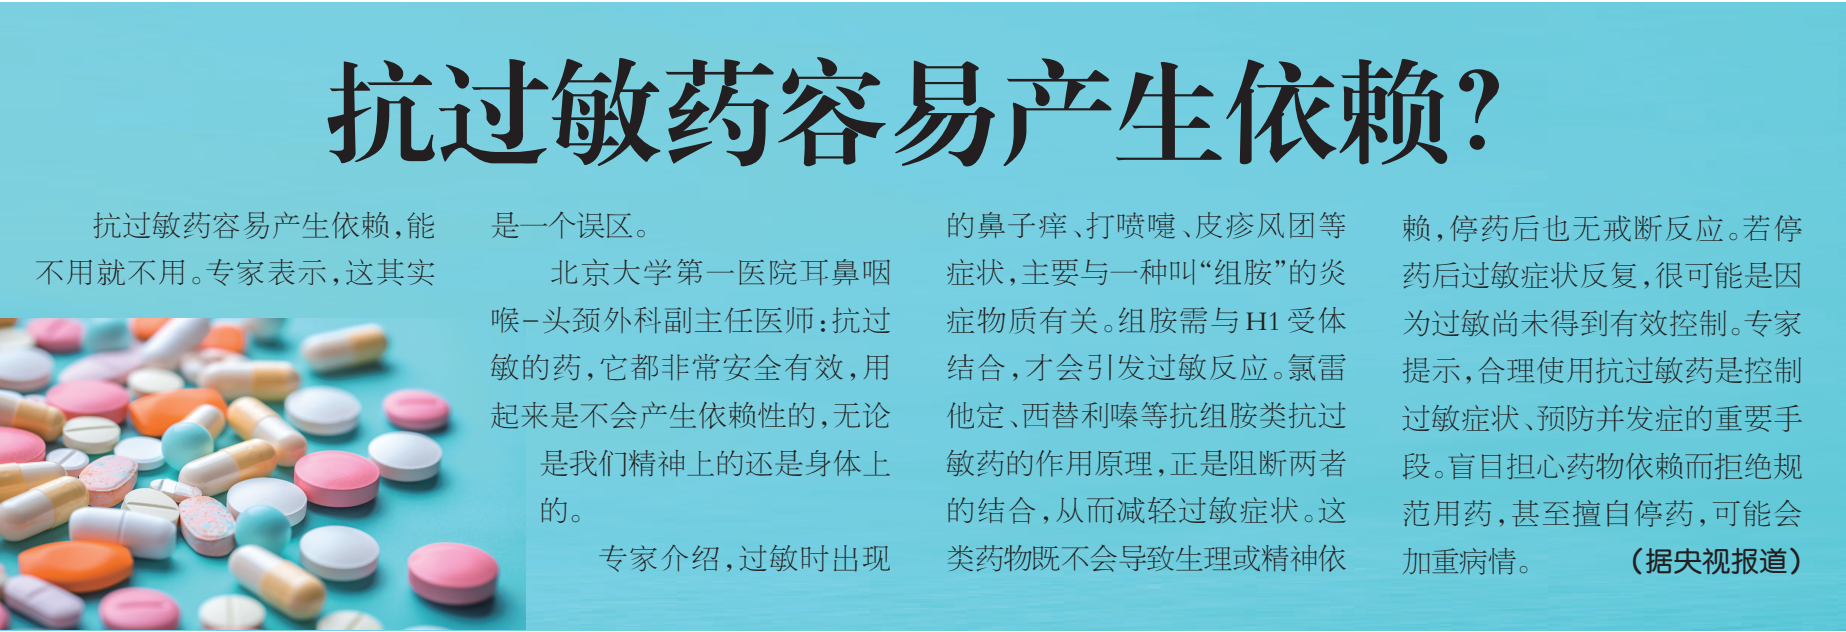 抗过敏药容易产生依赖？
抗过敏药容易产生依赖，能
不用就不用。专家表示，这其实
是一个误区。
北京大学第一医院耳鼻咽
喉-头颈外科副主任医师：抗过
敏的药，它都非常安全有效，用
起来是不会产生依赖性的，无论
是我们精神上的还是身体上
的。
专家介绍，过敏时出现
的鼻子痒、打喷嚏、皮疹风团等
症状，主要与一种叫“组胺”的炎
症物质有关。组胺需与H1受体
结合，才会引发过敏反应。氯雷
他定、西替利嗪等抗组胺类抗过
敏药的作用原理，正是阻断两者
的结合，从而减轻过敏症状。这
类药物既不会导致生理或精神依
赖，停药后也无戒断反应。若停
药后过敏症状反复，很可能是因
为过敏尚未得到有效控制。专家
提示，合理使用抗过敏药是控制
过敏症状、预防并发症的重要手
段。盲目担心药物依赖而拒绝规
范用药，甚至擅自停药，可能会
加重病情。 （据央视报道）